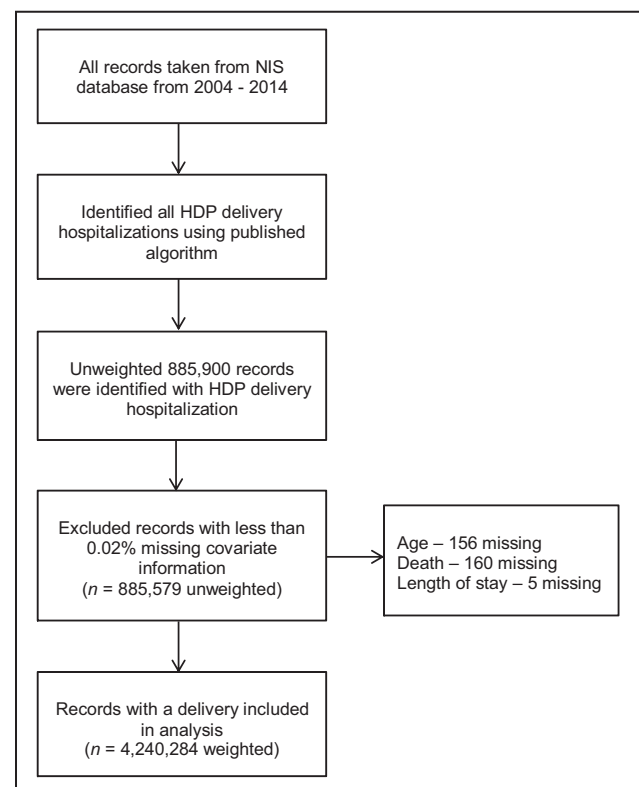 All records taken from NIS
database from 2004 - 2014
Identified all HDP delivery
hospitalizations using published
algorithm
Unweighted 885,900 records
were identified with HDP delivery
hospitalization
Excluded records with less than
0.02% missing covariate
information
(n = 885,579 unweighted)
Age – 156 missing
Death – 160 missing
Length of stay – 5 missing
Records with a delivery included
in analysis
(n = 4,240,284 weighted)